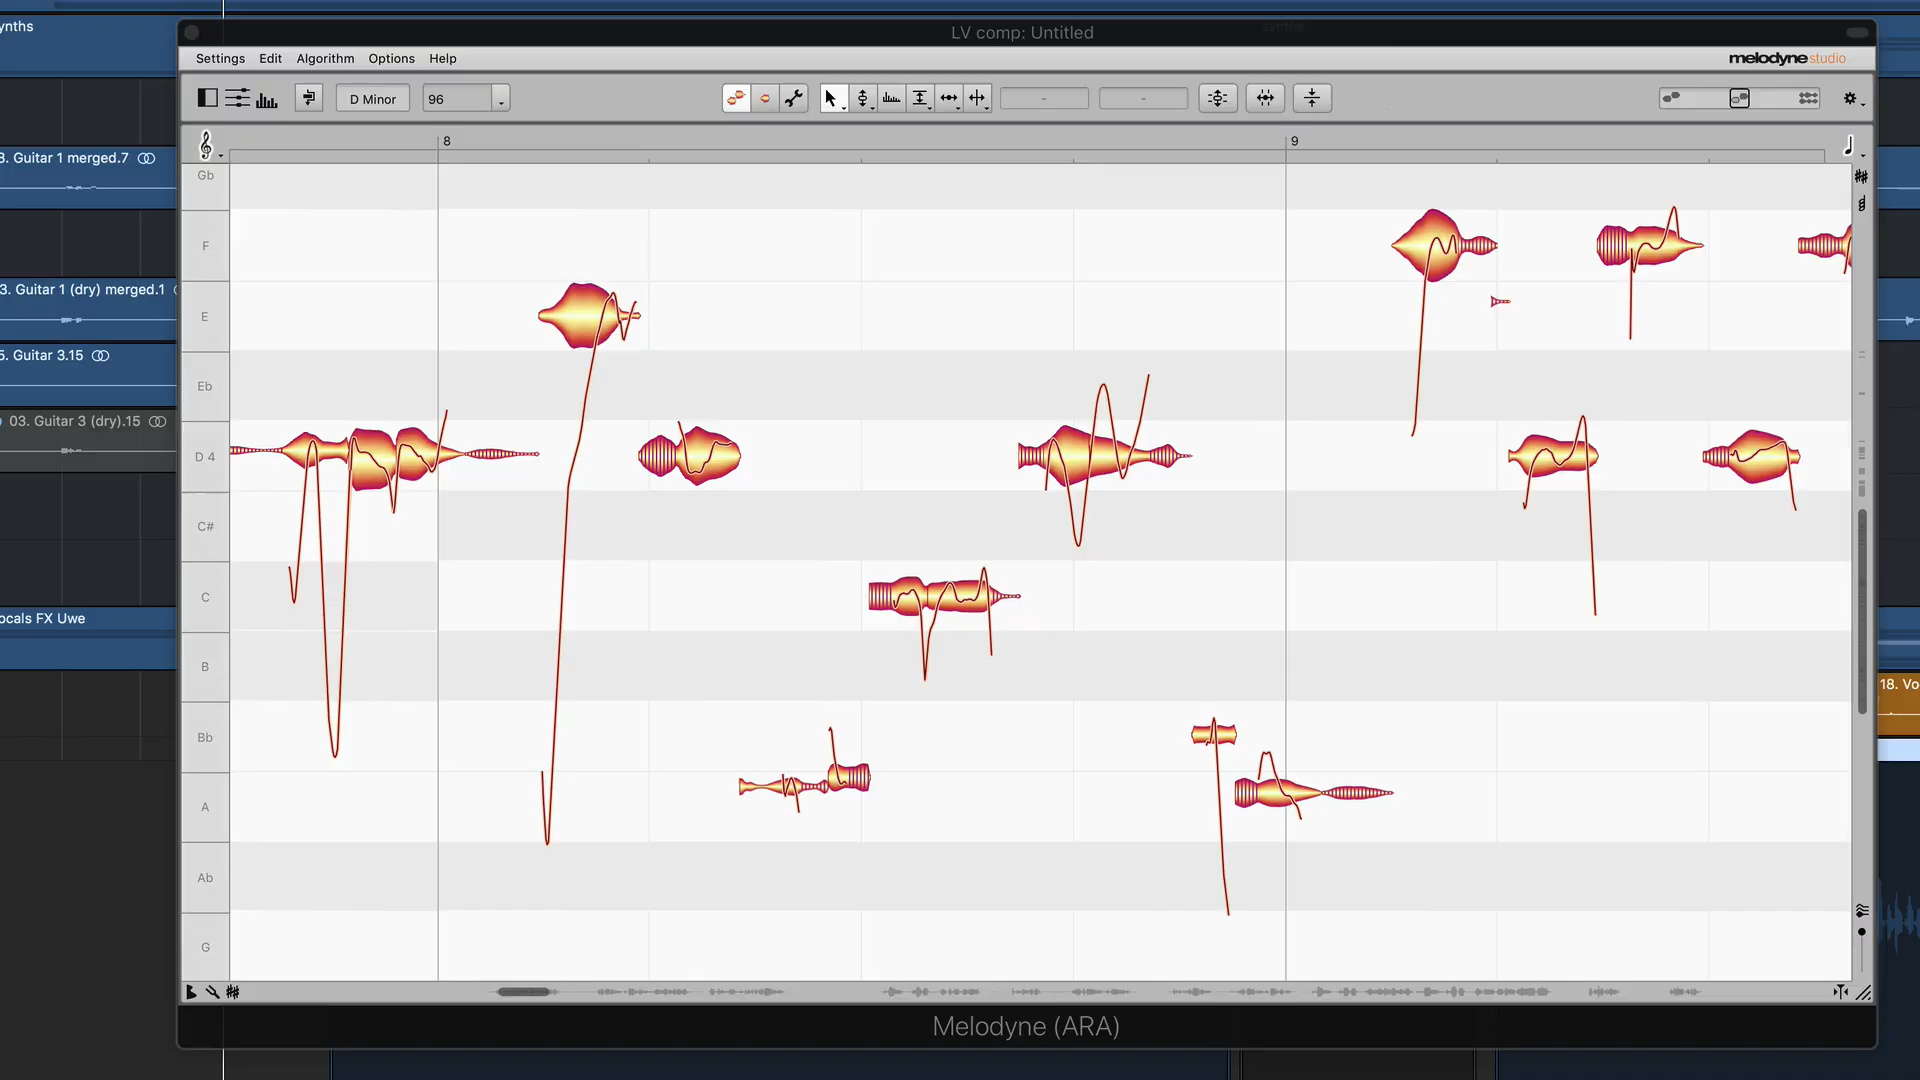 ynths
LV comp: Untitled
Settings Edit Algorithm Options Help
melodyne studio
D Minor
96
-
-
8
9
Gb
F
E
Eb
D 4
C#
C
B
Bb
A
Ab
G
3. Guitar 1 merged.7
3. Guitar 1 (dry) merged.1
5. Guitar 3.15
03. Guitar 3 (dry).15
ocals FX Uwe
18. Vo
Melodyne (ARA)